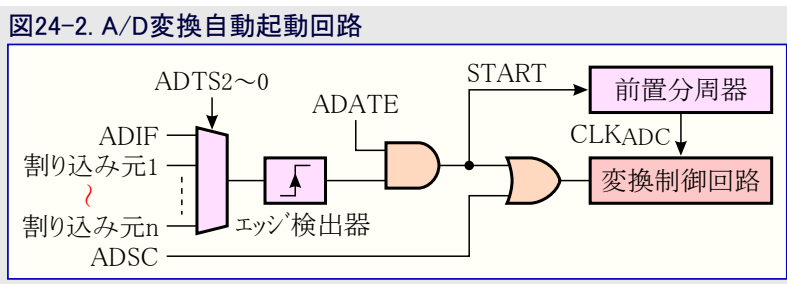 図24-2. A/D変換自動起動回路
ADTS2～0
START
前置分周器
ADATE
ADIF
CLKADC
割り込み元1
変換制御回路
～
割り込み元n
エッジ検出器
ADSC